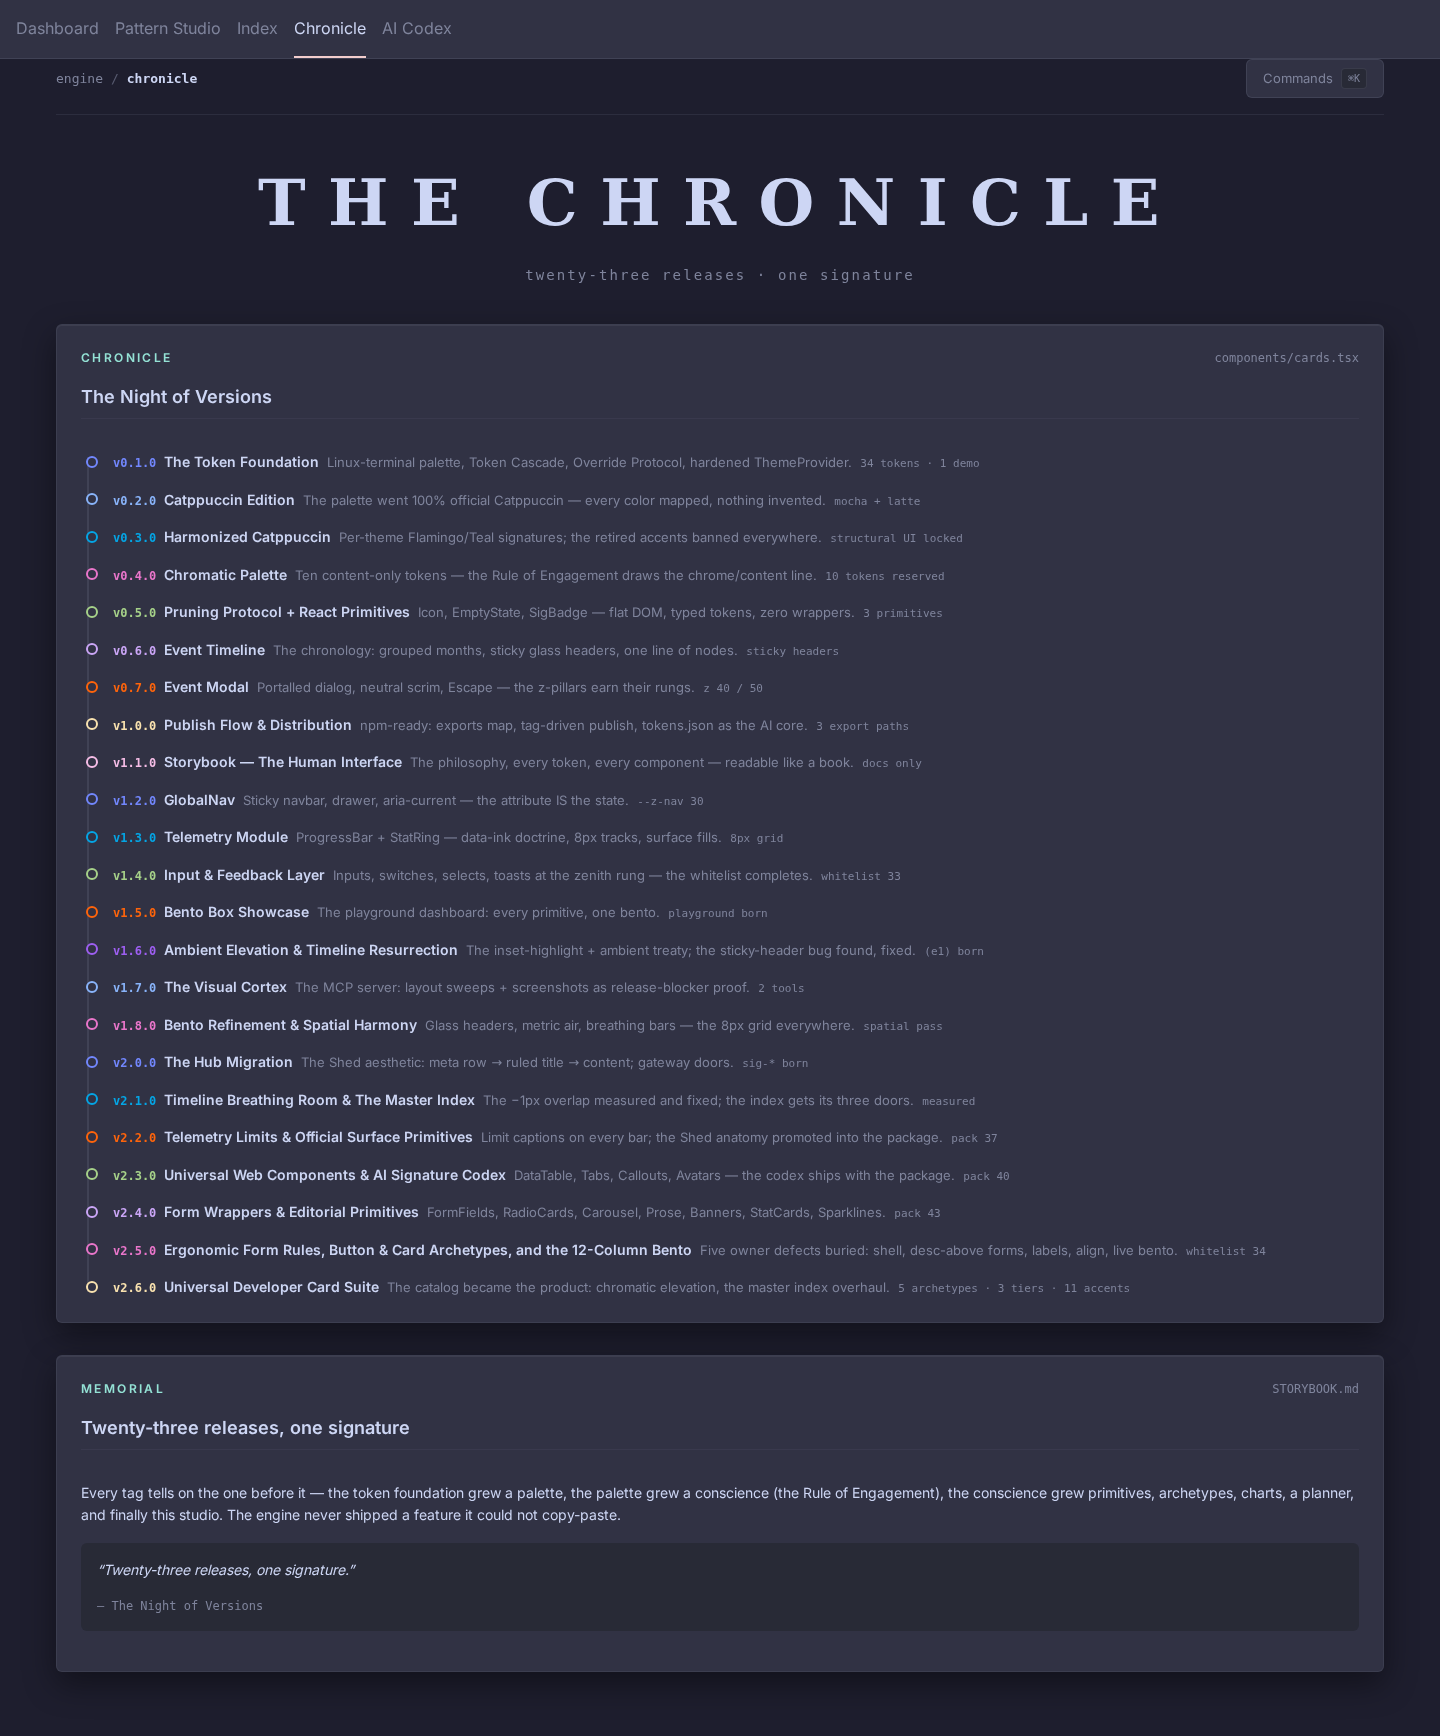 Dashboard Pattern Studio Index Chronicle AI Codex
engine / chronicle
Commands ⌘K
THE CHRONICLE
twenty-three releases · one signature
CHRONICLE
components/cards.tsx
The Night of Versions
v0.1.0 The Token Foundation Linux-terminal palette, Token Cascade, Override Protocol, hardened ThemeProvider. 34 tokens · 1 demo
v0.2.0 Catppuccin Edition The palette went 100% official Catppuccin — every color mapped, nothing invented. mocha + latte
v0.3.0 Harmonized Catppuccin Per-theme Flamingo/Teal signatures; the retired accents banned everywhere. structural UI locked
v0.4.0 Chromatic Palette Ten content-only tokens — the Rule of Engagement draws the chrome/content line. 10 tokens reserved
v0.5.0 Pruning Protocol + React Primitives Icon, EmptyState, SigBadge — flat DOM, typed tokens, zero wrappers. 3 primitives
v0.6.0 Event Timeline The chronology: grouped months, sticky glass headers, one line of nodes. sticky headers
v0.7.0 Event Modal Portalled dialog, neutral scrim, Escape — the z-pillars earn their rungs. z 40 / 50
v1.0.0 Publish Flow & Distribution npm-ready: exports map, tag-driven publish, tokens.json as the AI core. 3 export paths
v1.1.0 Storybook — The Human Interface The philosophy, every token, every component — readable like a book. docs only
v1.2.0 GlobalNav Sticky navbar, drawer, aria-current — the attribute IS the state. --z-nav 30
v1.3.0 Telemetry Module ProgressBar + StatRing — data-ink doctrine, 8px tracks, surface fills. 8px grid
v1.4.0 Input & Feedback Layer Inputs, switches, selects, toasts at the zenith rung — the whitelist completes. whitelist 33
v1.5.0 Bento Box Showcase The playground dashboard: every primitive, one bento. playground born
v1.6.0 Ambient Elevation & Timeline Resurrection The inset-highlight + ambient treaty; the sticky-header bug found, fixed. (e1) born
v1.7.0 The Visual Cortex The MCP server: layout sweeps + screenshots as release-blocker proof. 2 tools
v1.8.0 Bento Refinement & Spatial Harmony Glass headers, metric air, breathing bars — the 8px grid everywhere. spatial pass
v2.0.0 The Hub Migration The Shed aesthetic: meta row → ruled title → content; gateway doors. sig-* born
v2.1.0 Timeline Breathing Room & The Master Index The −1px overlap measured and fixed; the index gets its three doors. measured
v2.2.0 Telemetry Limits & Official Surface Primitives Limit captions on every bar; the Shed anatomy promoted into the package. pack 37
v2.3.0 Universal Web Components & AI Signature Codex DataTable, Tabs, Callouts, Avatars — the codex ships with the package. pack 40
v2.4.0 Form Wrappers & Editorial Primitives FormFields, RadioCards, Carousel, Prose, Banners, StatCards, Sparklines. pack 43
v2.5.0 Ergonomic Form Rules, Button & Card Archetypes, and the 12-Column Bento Five owner defects buried: shell, desc-above forms, labels, align, live bento. whitelist 34
v2.6.0 Universal Developer Card Suite The catalog became the product: chromatic elevation, the master index overhaul. 5 archetypes · 3 tiers · 11 accents
MEMORIAL
STORYBOOK.md
Twenty-three releases, one signature
Every tag tells on the one before it — the token foundation grew a palette, the palette grew a conscience (the Rule of Engagement), the conscience grew primitives, archetypes, charts, a planner,
and finally this studio. The engine never shipped a feature it could not copy-paste.
“Twenty-three releases, one signature.”
— The Night of Versions